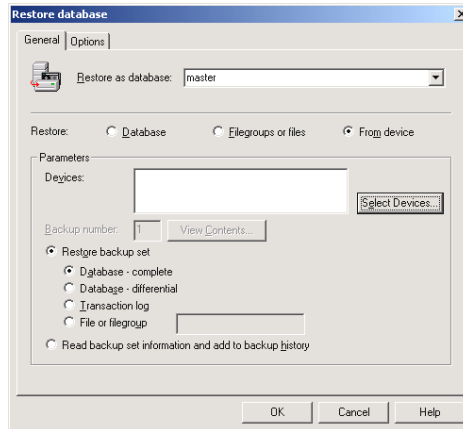 Restore database
General
Options
Restore as database: master
Restore: Database Filegroups or files From device
Parameters
Devices:
Select Devices...
Backup number: 1 View Contents...
Restore backup set
Database - complete
Database - differential
Transaction log
File or filegroup
Read backup set information and add to backup history
OK Cancel Help